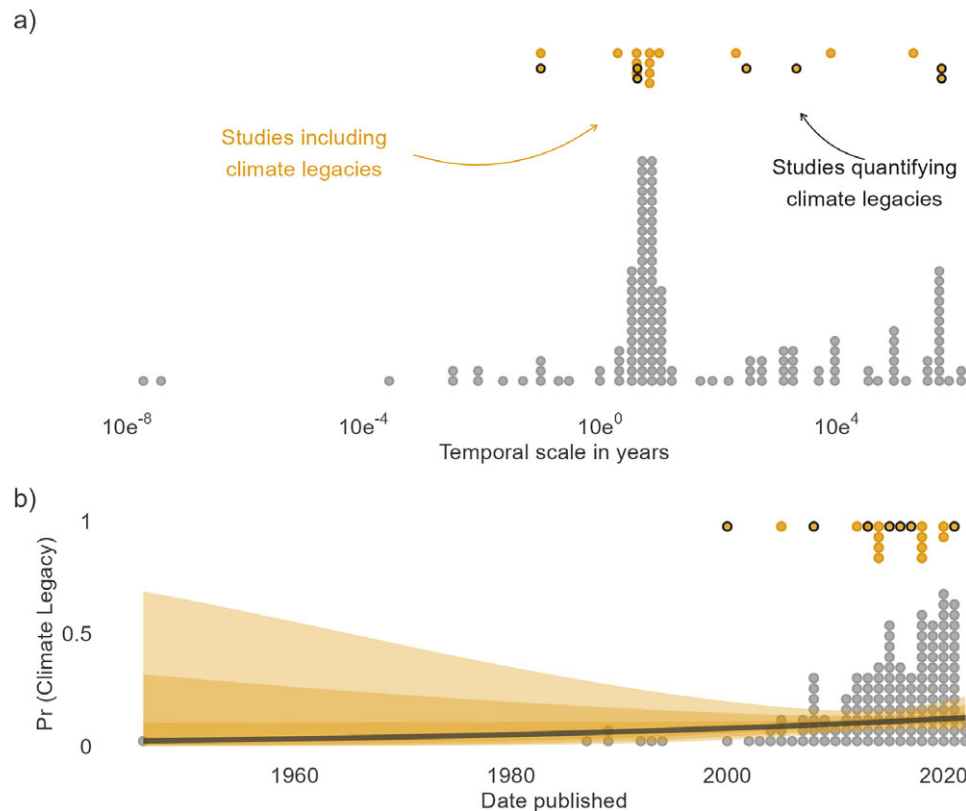 a)
Studies including
climate legacies
Studies quantifying
climate legacies
10e-8
10e-4
10e0
10e4
Temporal scale in years
b)
1
0.5
0
Pr (Climate Legacy)
1960
1980
2000
2020
Date published